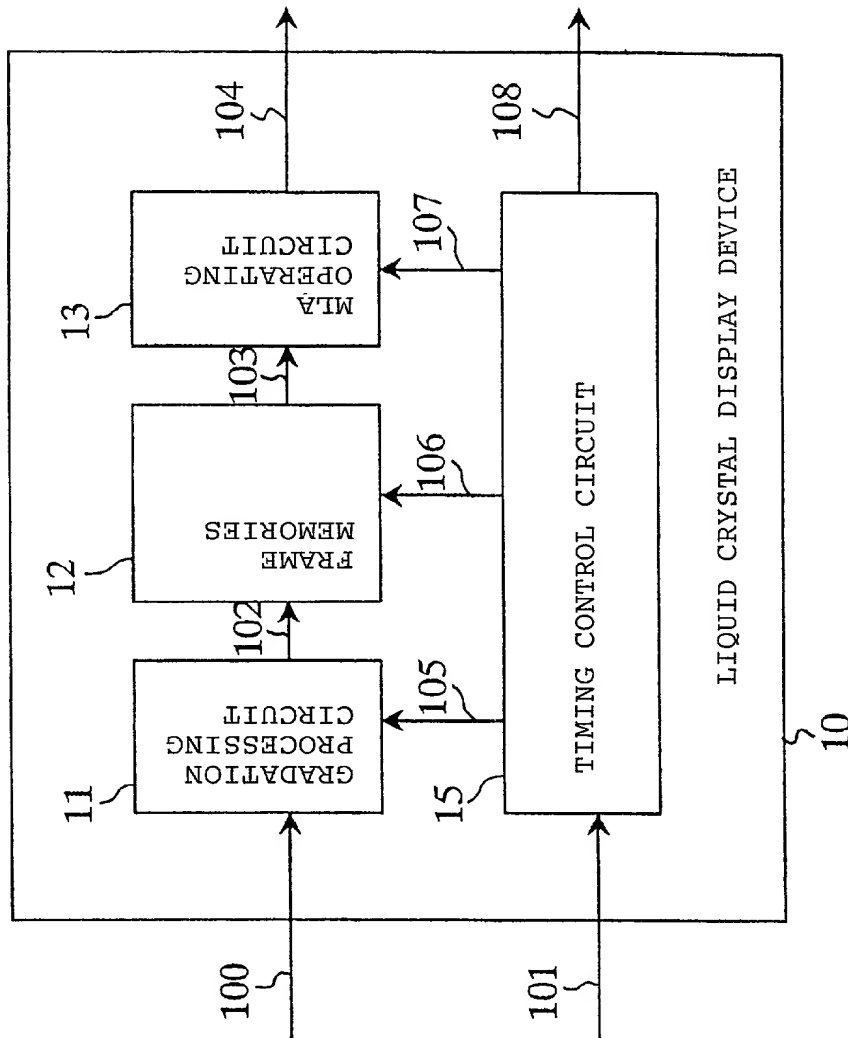 11
12
13
100
GRADATION
PROCESSING
CIRCUIT
102
FRAME
MEMORIES
103
MLA
OPERATING
CIRCUIT
104
105
106
107
15
101
TIMING CONTROL CIRCUIT
108
LIQUID CRYSTAL DISPLAY DEVICE
10